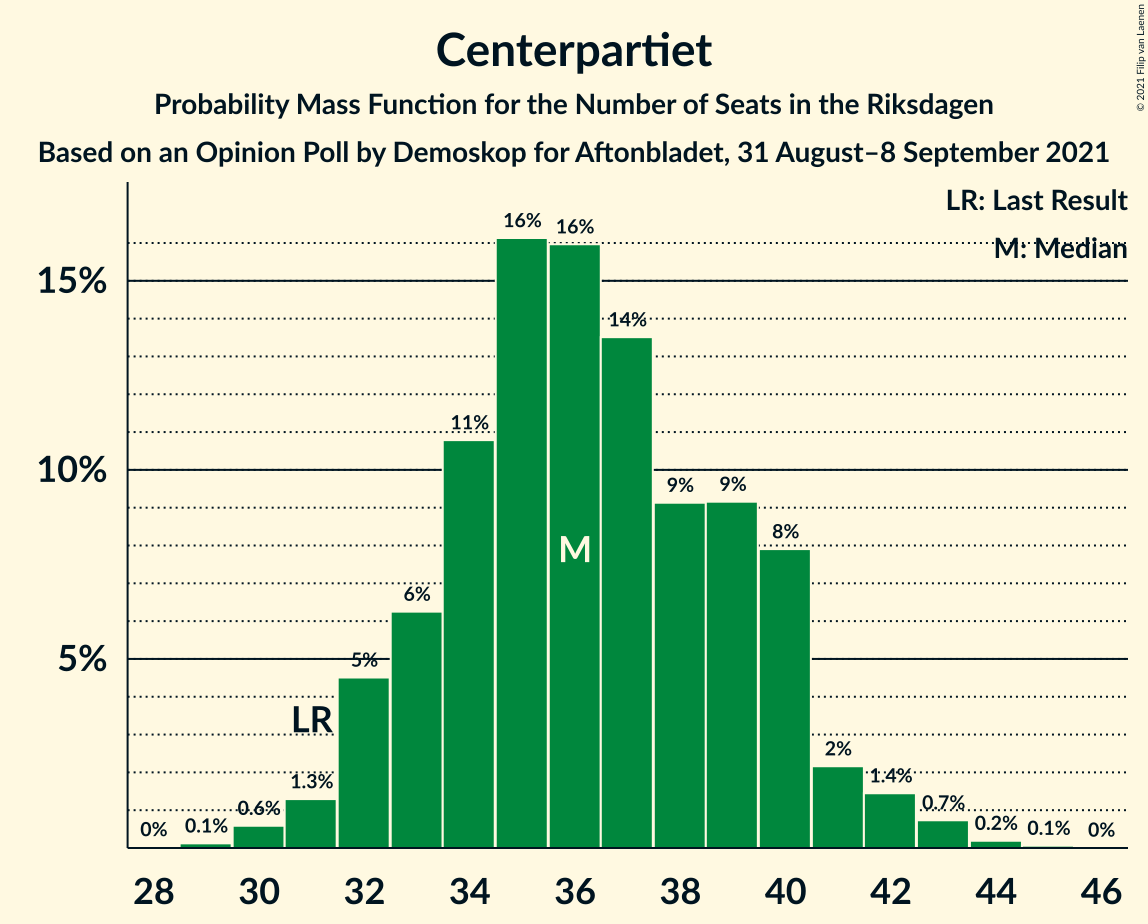 Centerpartiet
Probability Mass Function for the Number of Seats in the Riksdagen
Based on an Opinion Poll by Demoskop for Aftonbladet, 31 August–8 September 2021
© 2021 Filip van Laenen
LR: Last Result
M: Median
15%
10%
5%
0%
0.1%
0.6%
1.3%
5%
6%
11%
16%
16%
14%
9%
9%
8%
2%
1.4%
0.7%
0.2%
0.1%
0%
LR
M
28 30 32 34 36 38 40 42 44 46